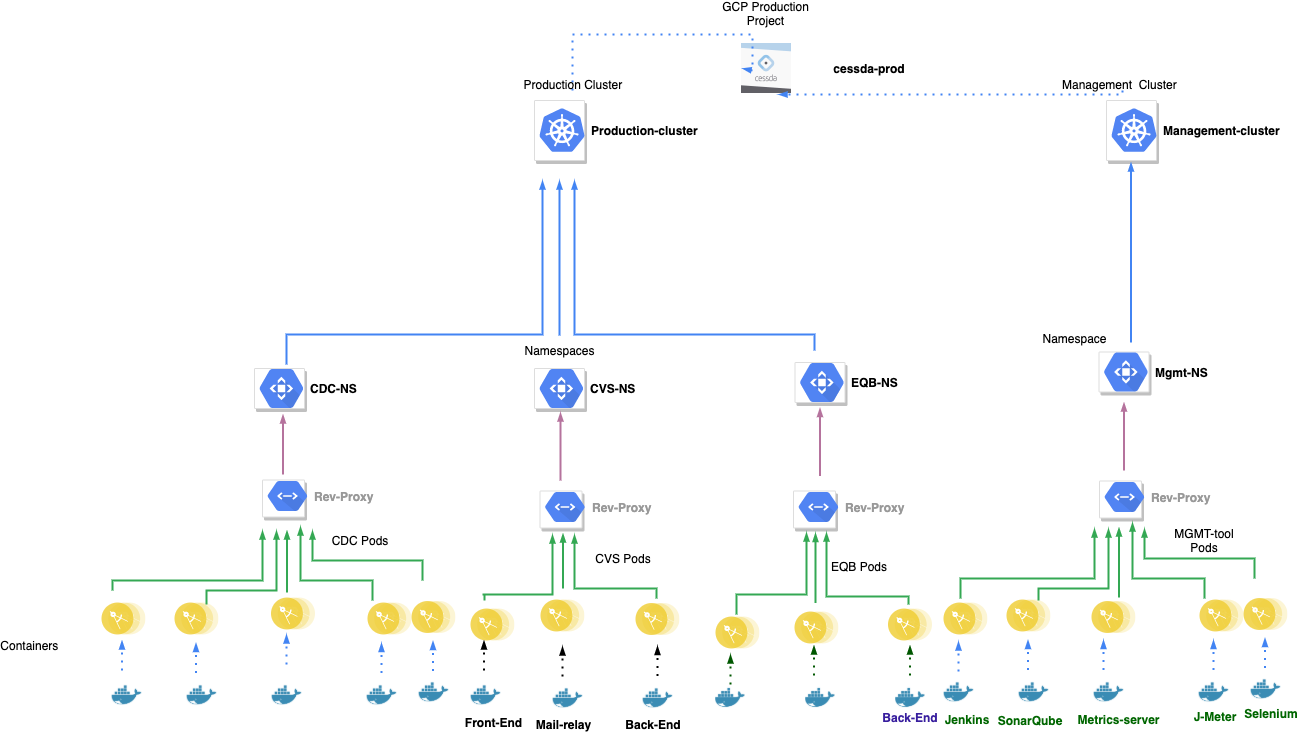 GCP Production
Project
cessda
cessda-prod
Production Cluster
Management Cluster
Production-cluster
Management-cluster
Namespaces
Namespace
CDC-NS
CVS-NS
EQB-NS
Mgmt-NS
Rev-Proxy
Rev-Proxy
Rev-Proxy
Rev-Proxy
CDC Pods
CVS Pods
EQB Pods
MGMT-tool
Pods
Containers
Front-End
Mail-relay
Back-End
Back-End
Jenkins
SonarQube
Metrics-server
J-Meter
Selenium